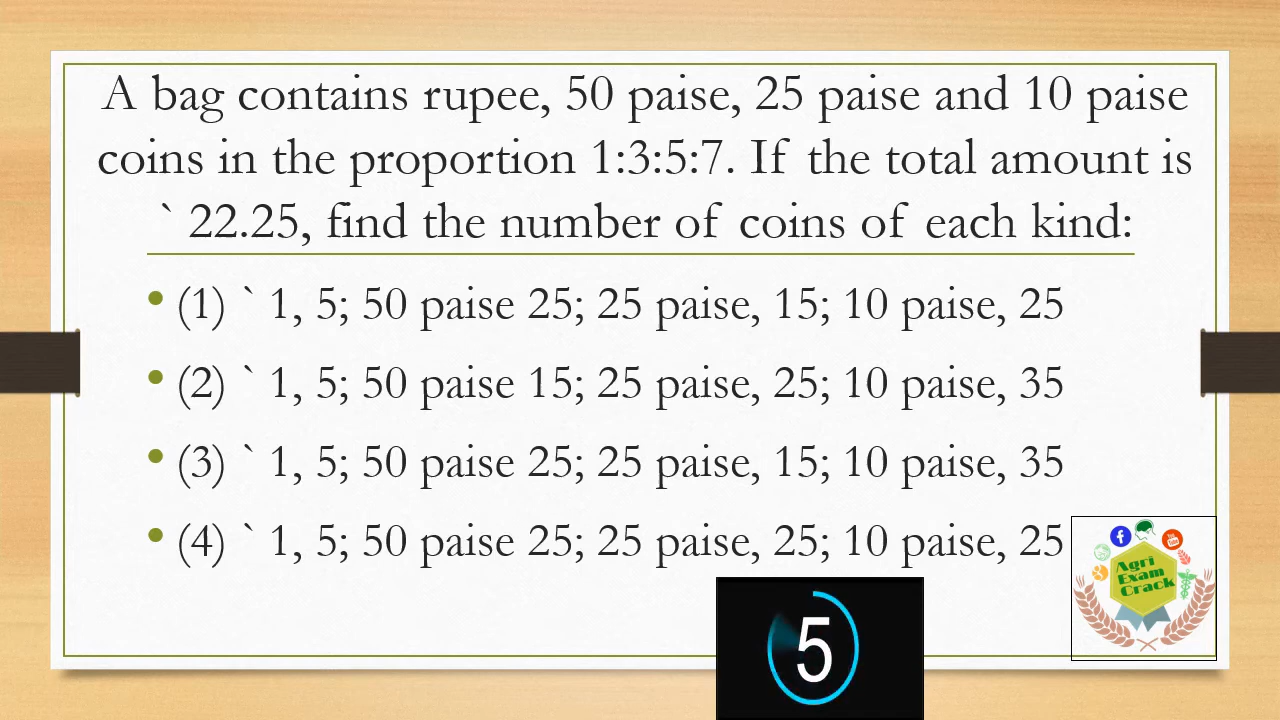 A bag contains rupee, 50 paise, 25 paise and 10 paise
coins in the proportion 1:3:5:7. If the total amount is
` 22.25, find the number of coins of each kind:
• (1) ` 1, 5; 50 paise 25; 25 paise, 15; 10 paise, 25
• (2) ` 1, 5; 50 paise 15; 25 paise, 25; 10 paise, 35
• (3) ` 1, 5; 50 paise 25; 25 paise, 15; 10 paise, 35
• (4) ` 1, 5; 50 paise 25; 25 paise, 25; 10 paise, 25
Agri
Exam
Crack
5